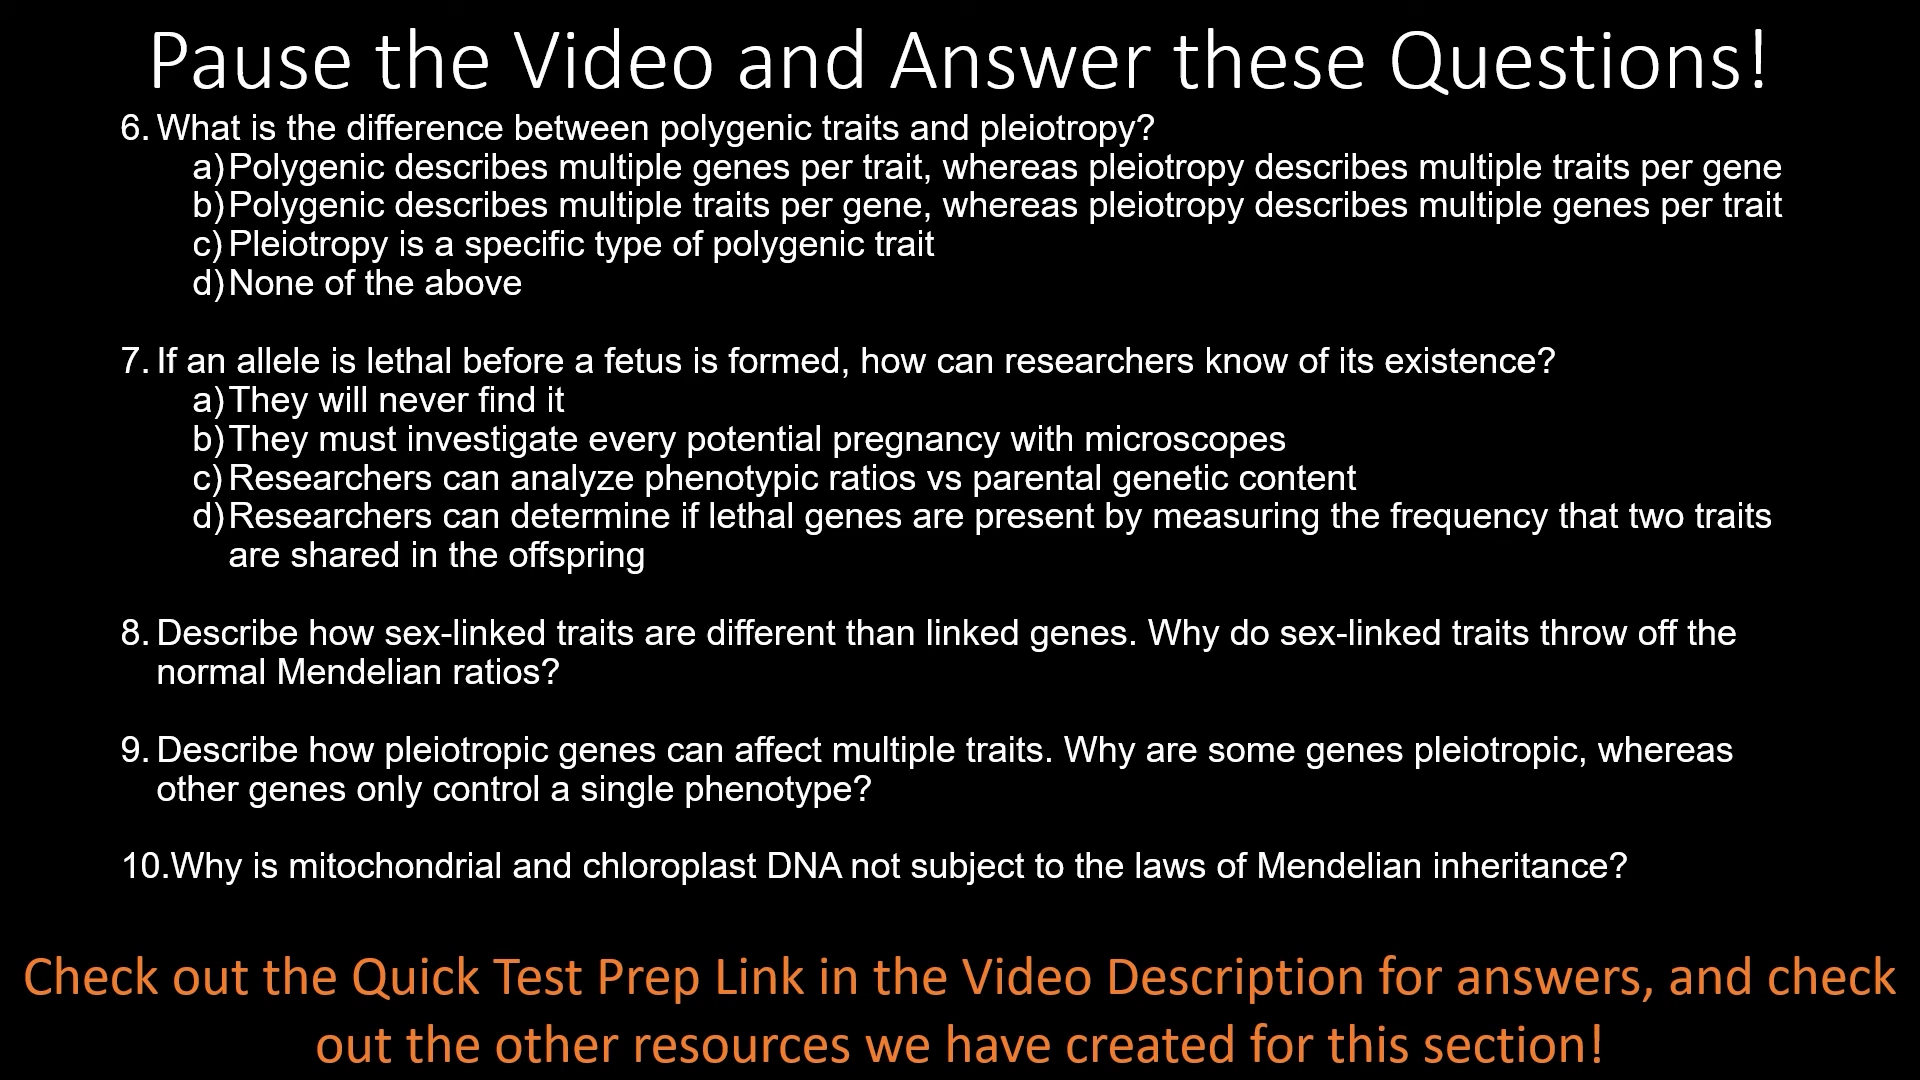 Pause the Video and Answer these Questions!
6. What is the difference between polygenic traits and pleiotropy?
a) Polygenic describes multiple genes per trait, whereas pleiotropy describes multiple traits per gene
b) Polygenic describes multiple traits per gene, whereas pleiotropy describes multiple genes per trait
c) Pleiotropy is a specific type of polygenic trait
d) None of the above
7. If an allele is lethal before a fetus is formed, how can researchers know of its existence?
a) They will never find it
b) They must investigate every potential pregnancy with microscopes
c) Researchers can analyze phenotypic ratios vs parental genetic content
d) Researchers can determine if lethal genes are present by measuring the frequency that two traits
are shared in the offspring
8. Describe how sex-linked traits are different than linked genes. Why do sex-linked traits throw off the
normal Mendelian ratios?
9. Describe how pleiotropic genes can affect multiple traits. Why are some genes pleiotropic, whereas
other genes only control a single phenotype?
10.Why is mitochondrial and chloroplast DNA not subject to the laws of Mendelian inheritance?
Check out the Quick Test Prep Link in the Video Description for answers, and check
out the other resources we have created for this section!